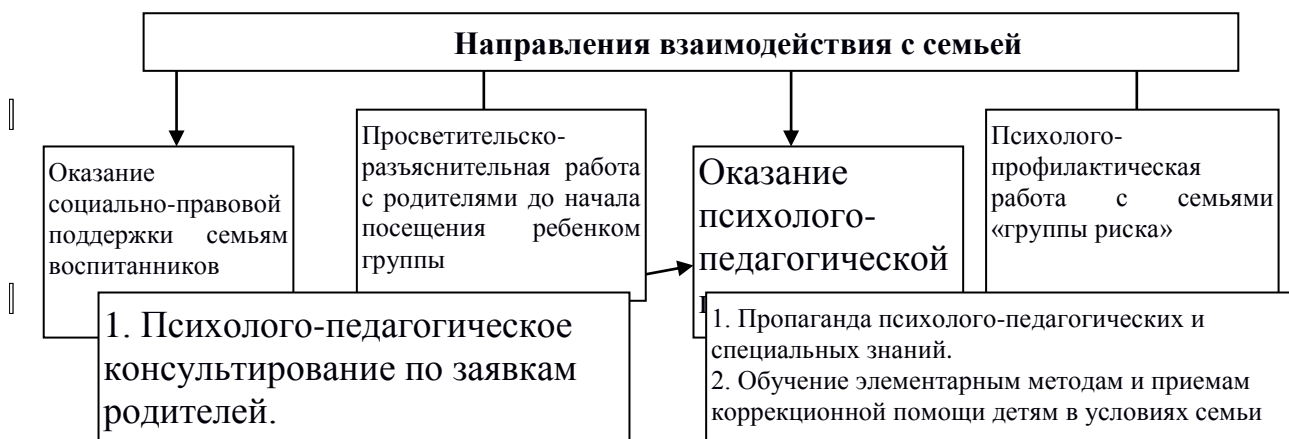 Направления взаимодействия с семьей
Оказание
социально-правовой
поддержки семьям
воспитанников
Просветительско-
разъяснительная работа
с родителями до начала
посещения ребенком
группы
Оказание
психолого-
педагогической
Психолого-
профилактическая
работа с семьями
«группы риска»
1. Психолого-педагогическое
консультирование по заявкам
родителей.
1. Пропаганда психолого-педагогических и
специальных знаний.
2. Обучение элементарным методам и приемам
коррекционной помощи детям в условиях семьи